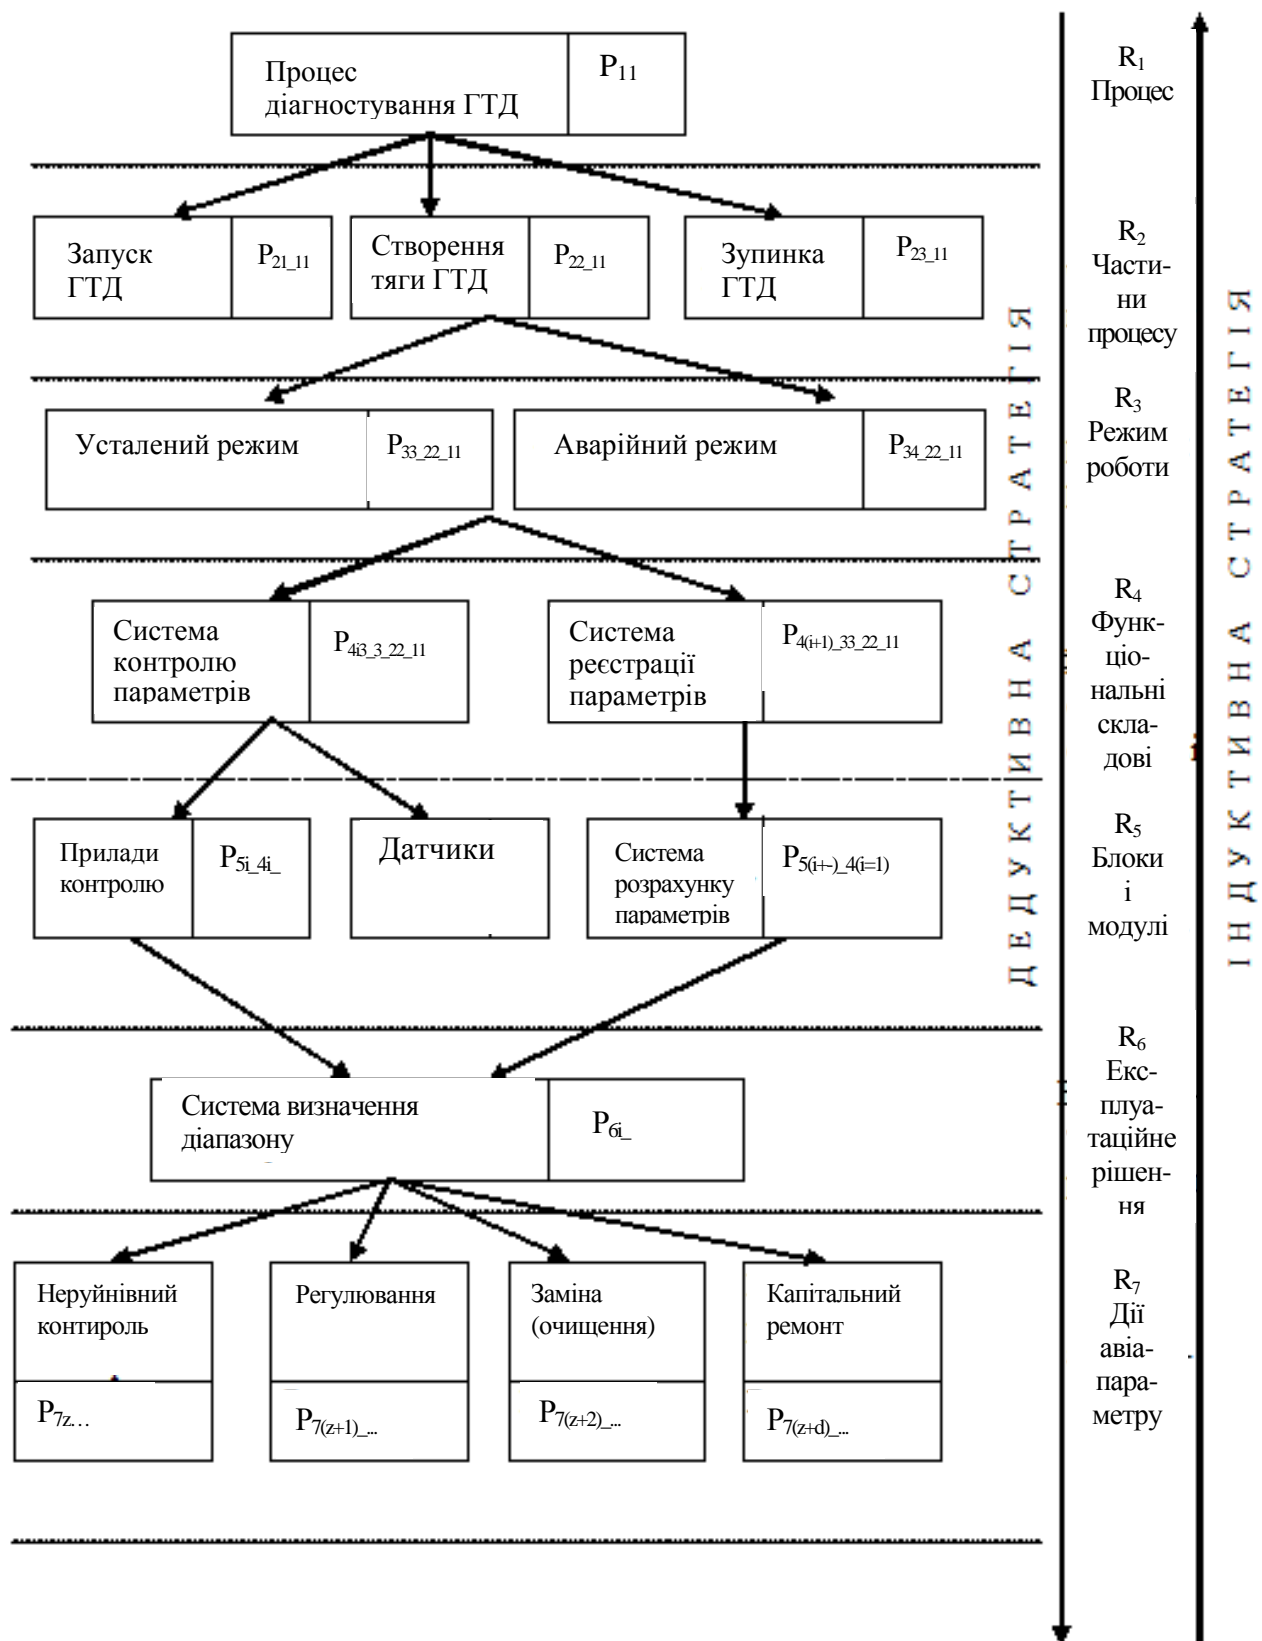 Процес
діагностування ГТД
P11
R1
Процес
Запуск
ГТД
P21_11
Створення
тяги ГТД
P22_11
Зупинка
ГТД
P23_11
R2
Части-
ни
процесу
Усталений режим
P33_22_11
Аварійний режим
P34_22_11
R3
Режим
роботи
Система
контролю
параметрів
P4i3_3_22_11
Система
реєстрації
параметрів
P4(i+1)_33_22_11
R4
Функ-
ціо-
нальні
скла-
дові
Прилади
контролю
P5i_4i_
Датчики
Система
розрахунку
параметрів
P5(i+-)_4(i=1)
R5
Блоки
і
модулі
Система визначення
діапазону
P6i_
R6
Екс-
плуа-
таційне
рішен-
ня
Неруйнівний
контироль
P7z…
Регулювання
P7(z+1)_...
Заміна
(очищення)
P7(z+2)_...
Капітальний
ремонт
P7(z+d)_...
R7
Дії
авіа-
пара-
метру
ДЕДУКТИВНА СТРАТЕГІЯ
ІНДУКТИВНА СТРАТЕГІЯ